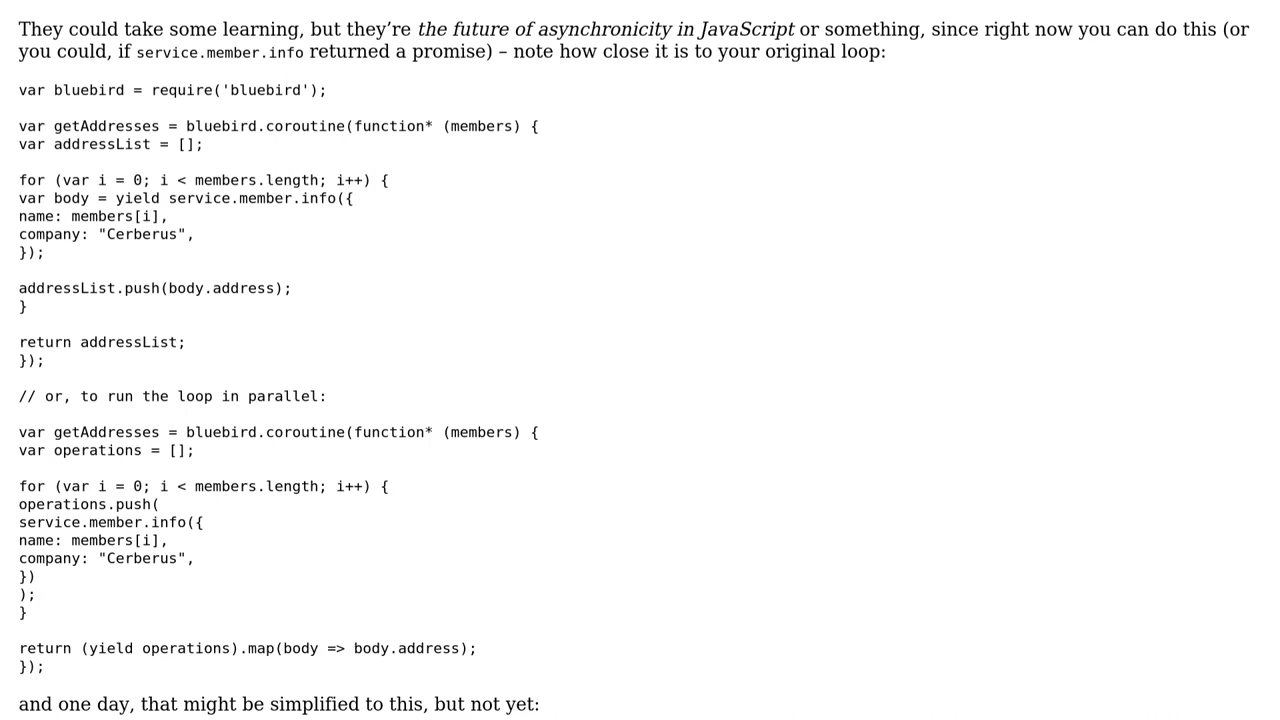 They could take some learning, but they’re the future of asynchronicity in JavaScript or something, since right now you can do this (or
you could, if service.member.info returned a promise) – note how close it is to your original loop:
var bluebird = require('bluebird');
var getAddresses = bluebird.coroutine(function* (members) {
var addressList = [];
for (var i = 0; i < members.length; i++) {
var body = yield service.member.info({
name: members[i],
company: "Cerberus",
});
addressList.push(body.address);
}
return addressList;
});
// or, to run the loop in parallel:
var getAddresses = bluebird.coroutine(function* (members) {
var operations = [];
for (var i = 0; i < members.length; i++) {
operations.push(
service.member.info({
name: members[i],
company: "Cerberus",
})
);
}
return (yield operations).map(body => body.address);
});
and one day, that might be simplified to this, but not yet: